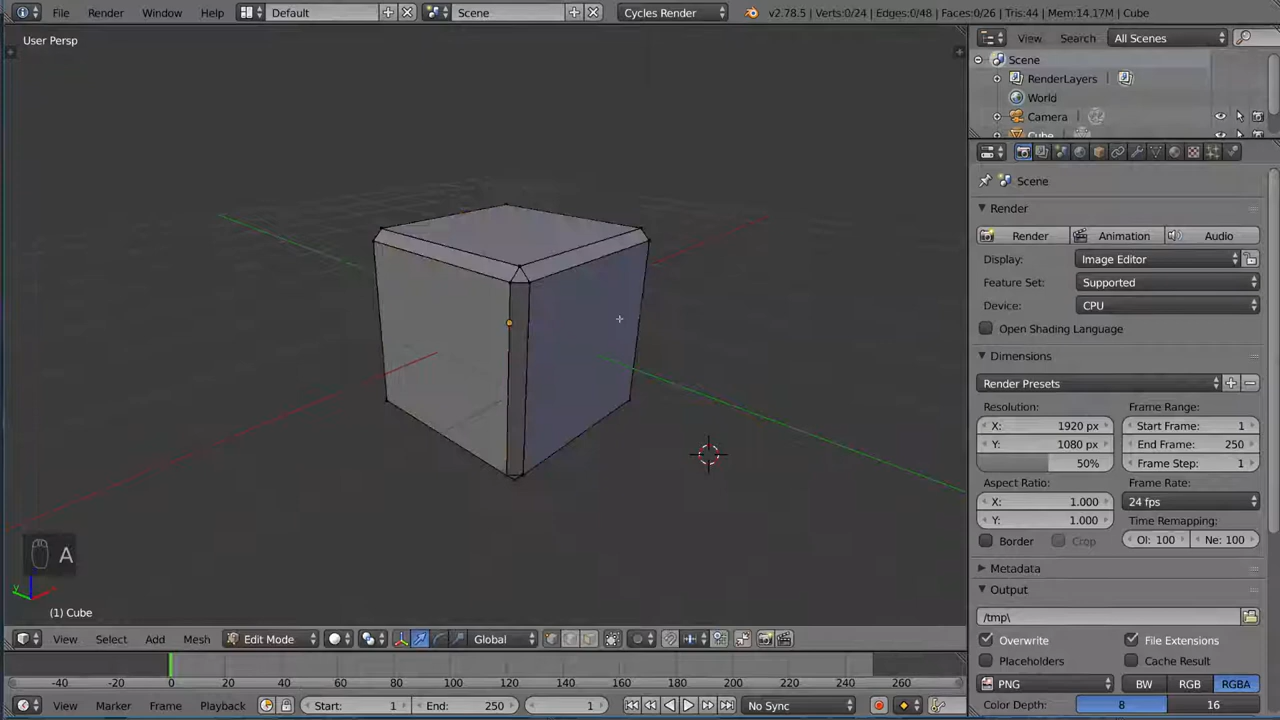 File Render Window Help Default Scene Cycles Render v2.78.5 | Verts:0/24 | Edges:0/48 | Faces:0/26 | Tris:44 | Mem:14.17M | Cube
User Persp
View Search All Scenes
Scene
RenderLayers
World
Camera
Cube
Scene
Render
Render Animation Audio
Display: Image Editor
Feature Set: Supported
Device: CPU
Open Shading Language
Dimensions
Render Presets
Resolution: Frame Range:
X: 1920 px Start Frame: 1
Y: 1080 px End Frame: 250
50% Frame Step: 1
Aspect Ratio: Frame Rate:
X: 1.000 24 fps
Y: 1.000 Time Remapping:
Border Crop Ol: 100 Ne: 100
Metadata
Output
/tmp\
Overwrite File Extensions
Placeholders Cache Result
PNG BW RGB RGBA
Color Depth: 8 16
A
y x
(1) Cube
View Select Add Mesh Edit Mode Global
-40 -20 0 20 40 60 80 100 120 140 160 180 200 220 240 260
View Marker Frame Playback Start: 1 End: 250 1 No Sync